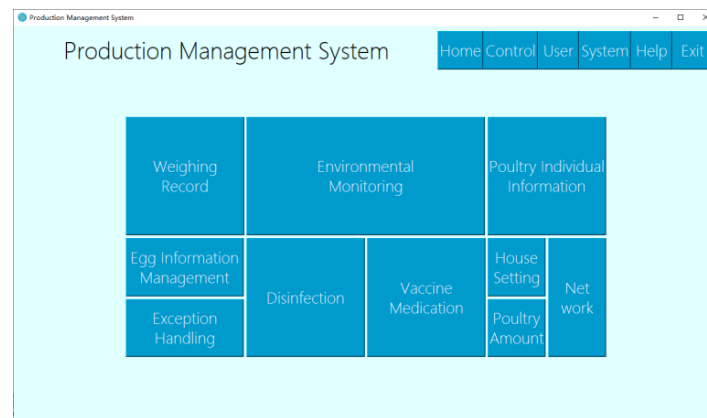 Production Management System
Production Management System
Home Control User System Help Exit
Weighing
Record
Environmental
Monitoring
Poultry Individual
Information
Egg Information
Management
Exception
Handling
Disinfection
Vaccine
Medication
House
Setting
Poultry
Amount
Net
work